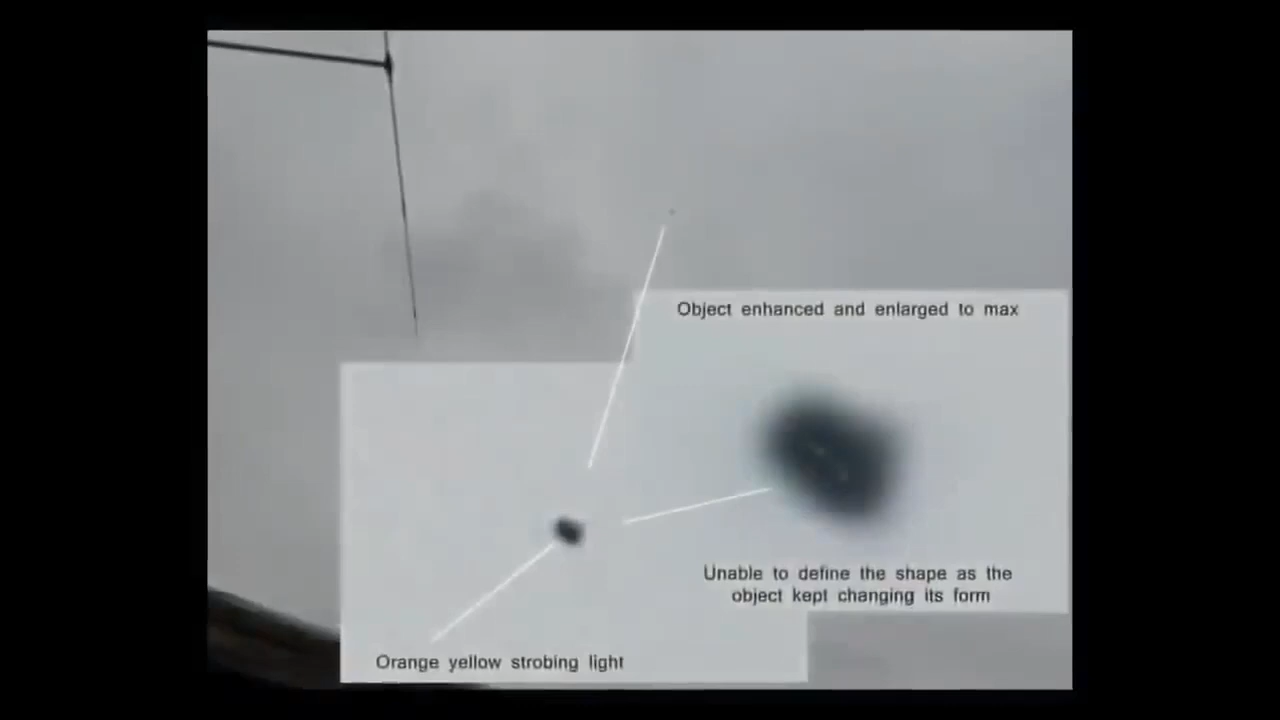 Object enhanced and enlarged to max
Unable to define the shape as the
object kept changing its form
Orange yellow strobing light